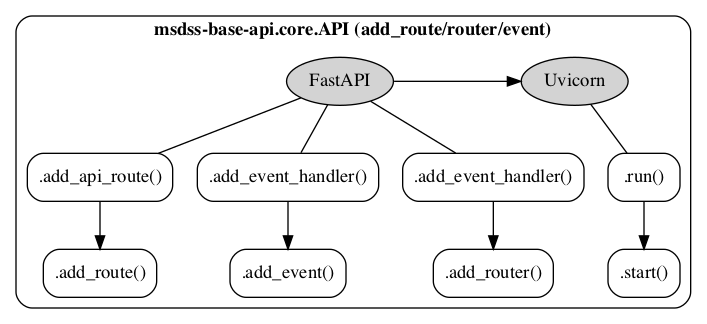 msdss-base-api.core.API (add_route/router/event)
FastAPI
Uvicorn
.add_api_route()
.add_event_handler()
.add_event_handler()
.run()
.add_route()
.add_event()
.add_router()
.start()